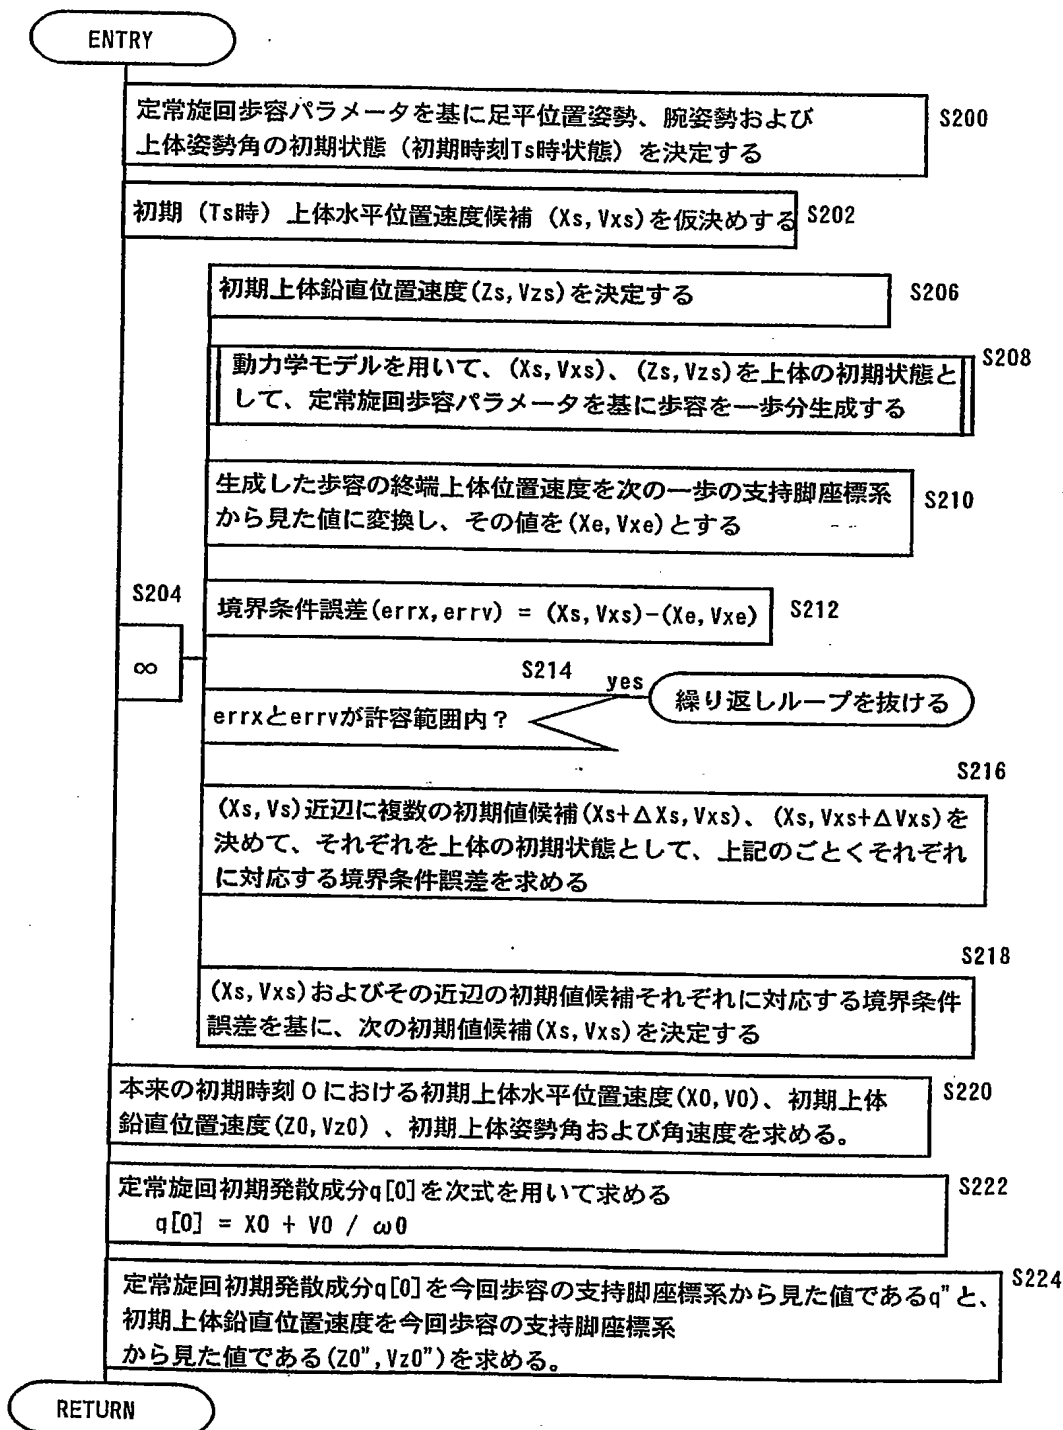 ENTRY
定常旋回歩容パラメータを基に足平位置姿勢、腕姿勢および
上体姿勢角の初期状態（初期時刻Ts時状態）を決定する
S200
初期（Ts時）上体水平位置速度候補（Xs,Vxs)を仮決めする
S202
初期上体鉛直位置速度(Zs,Vzs)を決定する
S206
動力学モデルを用いて、(Xs,Vxs)、(Zs,Vzs)を上体の初期状態と
して、定常旋回歩容パラメータを基に歩容を一歩分生成する
S208
生成した歩容の終端上体位置速度を次の一歩の支持脚座標系
から見た値に変換し、その値を(Xe,Vxe)とする
S210
S204
∞
境界条件誤差(errx,errv) = (Xs,Vxs)-(Xe,Vxe)
S212
S214
yes
errxとerrvが許容範囲内？
繰り返しループを抜ける
S216
(Xs,Vs)近辺に複数の初期値候補(Xs+ΔXs,Vxs)、(Xs,Vxs+ΔVxs)を
決めて、それぞれを上体の初期状態として、上記のごとくそれぞれ
に対応する境界条件誤差を求める
S218
(Xs,Vxs)およびその近辺の初期値候補それぞれに対応する境界条件
誤差を基に、次の初期値候補(Xs,Vxs)を決定する
本来の初期時刻０における初期上体水平位置速度(X0,V0)、初期上体
鉛直位置速度(Z0,Vz0)、初期上体姿勢角および角速度を求める。
S220
定常旋回初期発散成分q[0]を次式を用いて求める
q[0] = X0 + V0 / ω0
S222
定常旋回初期発散成分q[0]を今回歩容の支持脚座標系から見た値であるq"と、
初期上体鉛直位置速度を今回歩容の支持脚座標系
から見た値である(Z0",Vz0")を求める。
S224
RETURN